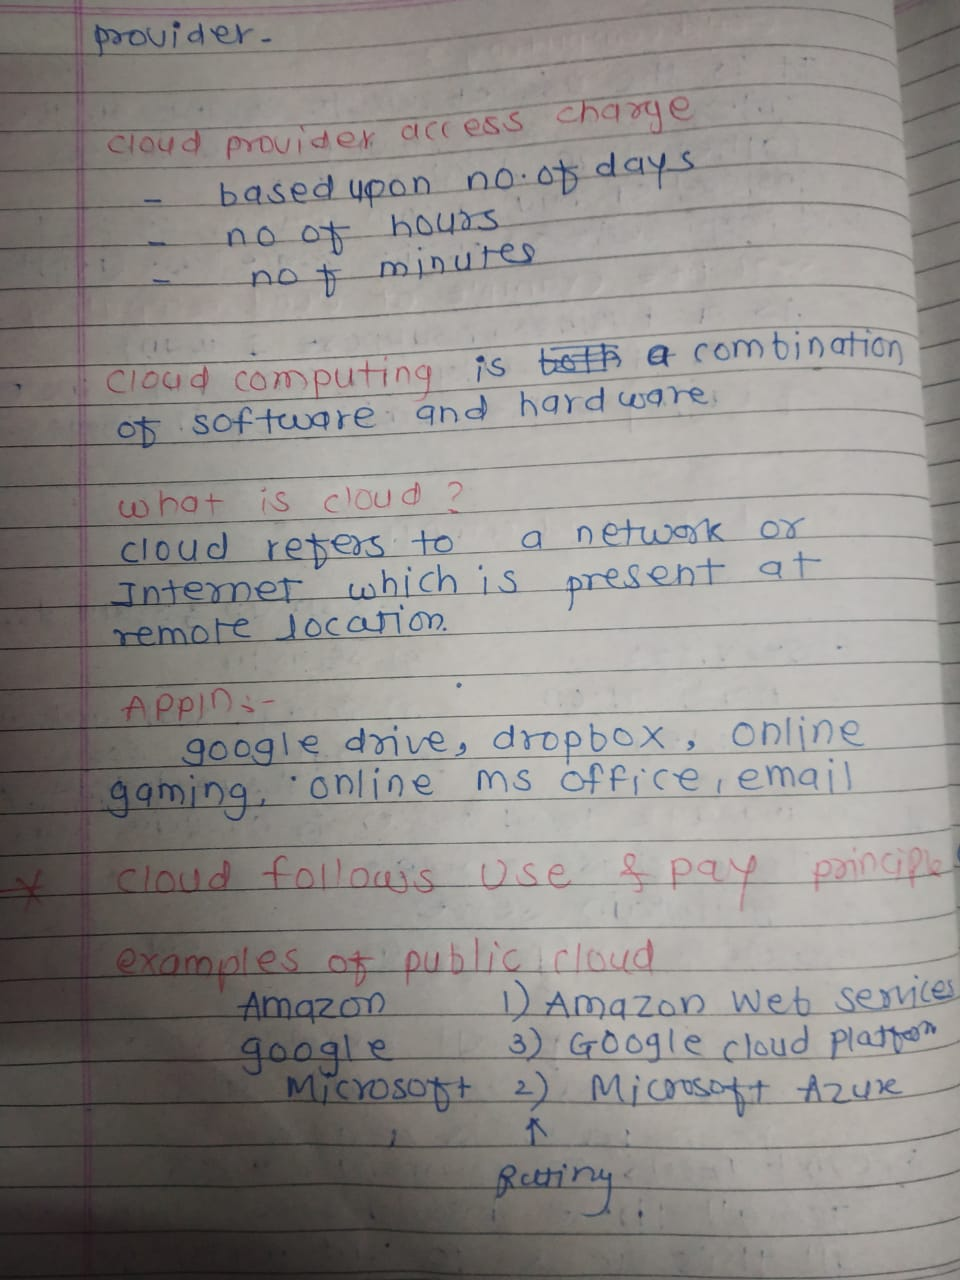 provider.
cloud provider access charge
- based upon no. of days
- no of hours
- no f minutes
cloud computing is both a combination
of software and hardware.
what is cloud?
cloud refers to a network or
Internet which is present at
remote location.
Appln:-
google drive, dropbox, online
gaming, online ms office, email
* cloud follows use & pay principle
examples of public cloud
Amazon 1) Amazon Web services
google 3) Google cloud Platform
Microsoft 2) Microsoft Azure
↑
Rating